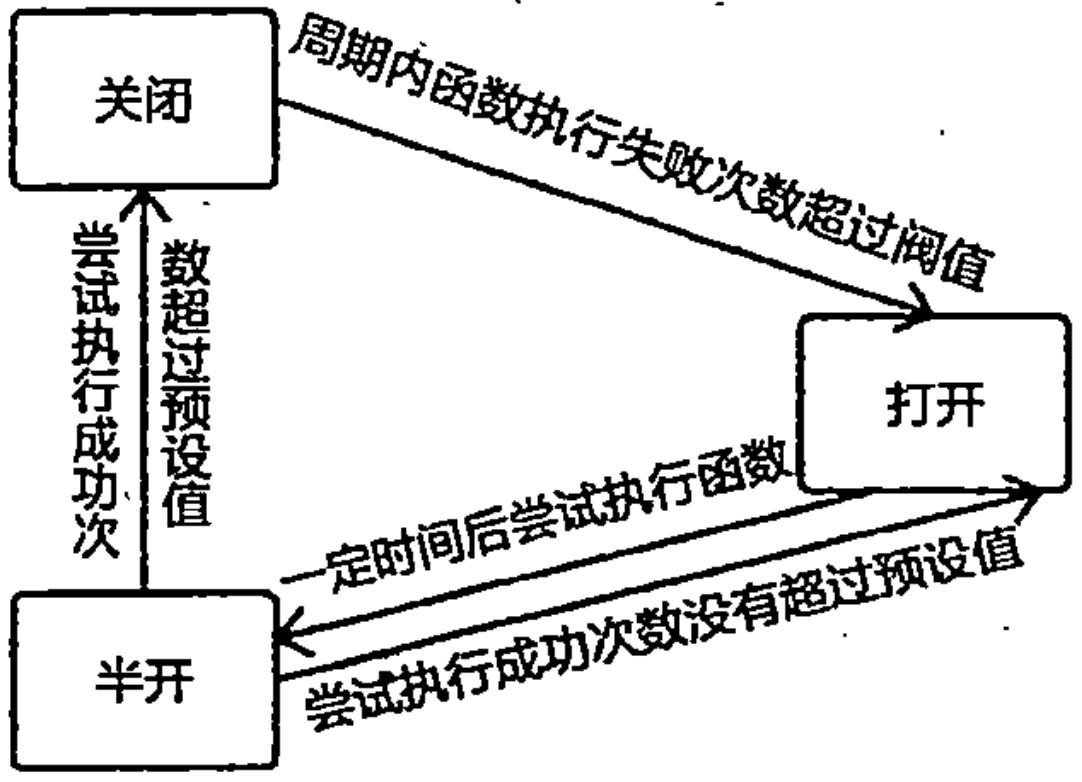 关闭
周期内函数执行失败次数超过阀值
尝试执行成功次
数超过预设值
打开
一定时间后尝试执行函数
尝试执行成功次数没有超过预设值
半开